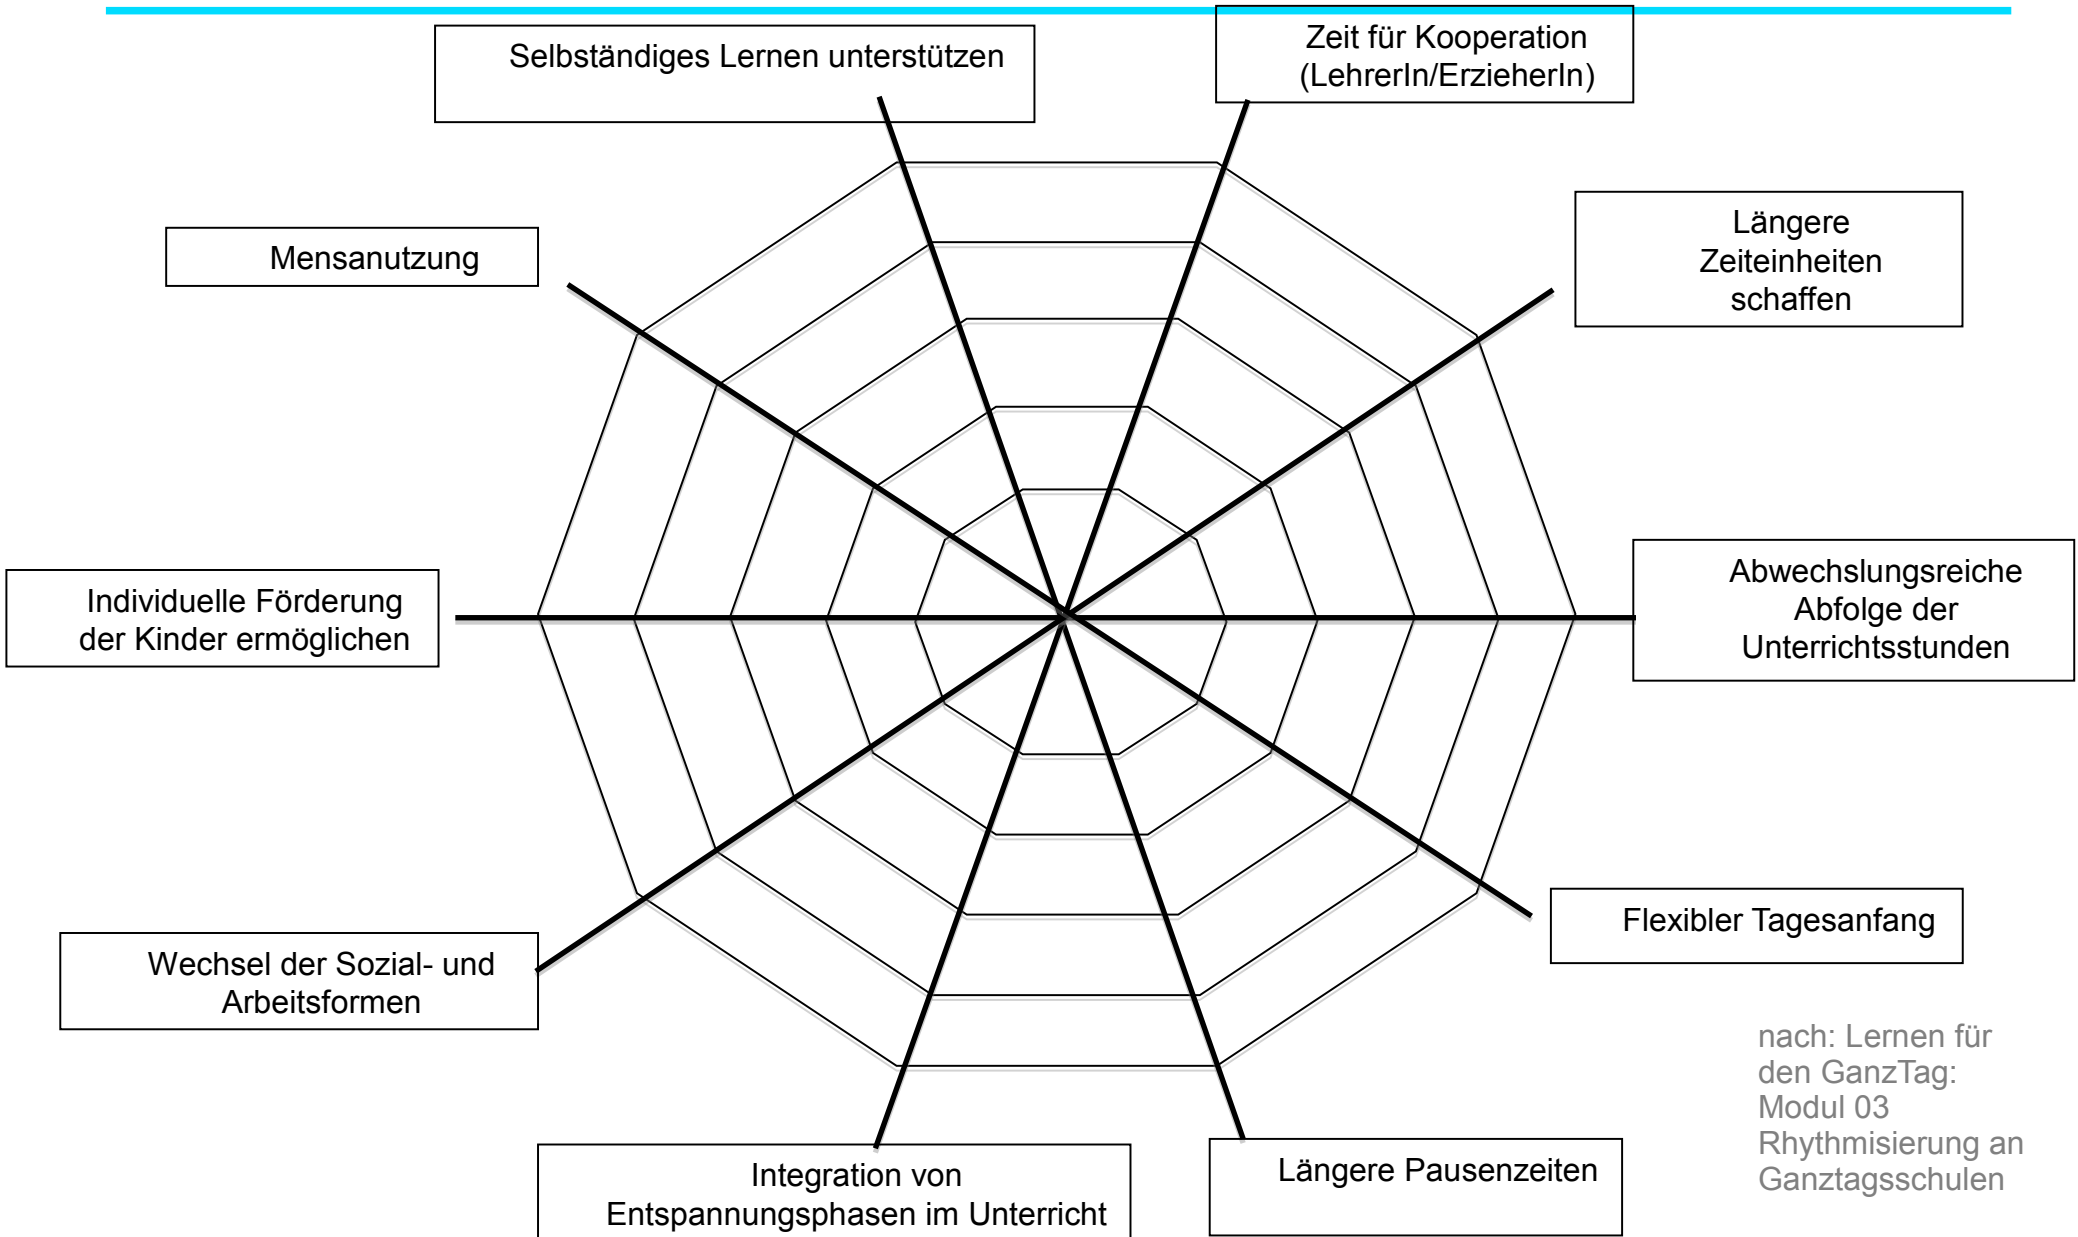 Selbständiges Lernen unterstützen
Zeit für Kooperation
(LehrerIn/ErzieherIn)
Mensanutzung
Längere
Zeiteinheiten
schaffen
Individuelle Förderung
der Kinder ermöglichen
Abwechslungsreiche
Abfolge der
Unterrichtsstunden
Wechsel der Sozial- und
Arbeitsformen
Flexibler Tagesanfang
Integration von
Entspannungsphasen im Unterricht
Längere Pausenzeiten
nach: Lernen für
den GanzTag:
Modul 03
Rhythmisierung an
Ganztagsschulen